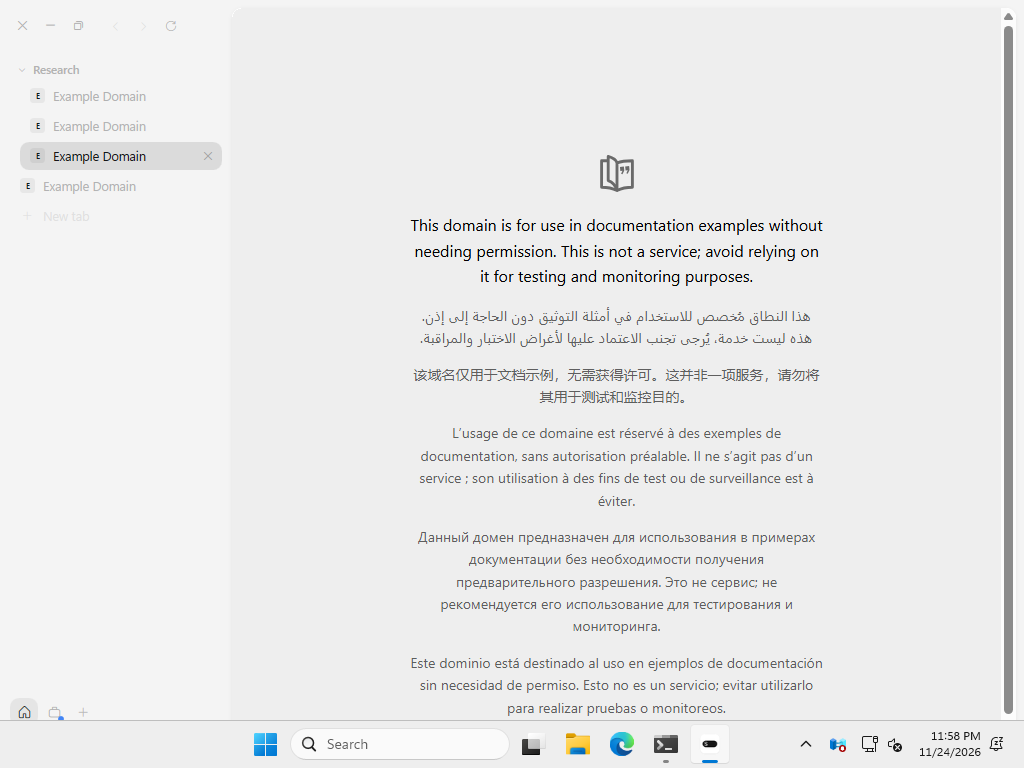 Research
E Example Domain
E Example Domain
E Example Domain
E Example Domain
New tab
This domain is for use in documentation examples without
needing permission. This is not a service; avoid relying on
it for testing and monitoring purposes.
هذا النطاق مُخصص للاستخدام في أمثلة التوثيق دون الحاجة إلى إذن.
هذه ليست خدمة، يُرجى تجنب الاعتماد عليها لأغراض الاختبار والمراقبة.
该域名仅用于文档示例，无需获得许可。这并非一项服务，请勿将
其用于测试和监控目的。
L’usage de ce domaine est réservé à des exemples de
documentation, sans autorisation préalable. Il ne s’agit pas d’un
service ; son utilisation à des fins de test ou de surveillance est à
éviter.
Данный домен предназначен для использования в примерах
документации без необходимости получения
предварительного разрешения. Это не сервис; не
рекомендуется его использование для тестирования и
мониторинга.
Este dominio está destinado al uso en ejemplos de documentación
sin necesidad de permiso. Esto no es un servicio; evitar utilizarlo
para realizar pruebas o monitoreos.
Search
11:58 PM
11/24/2026